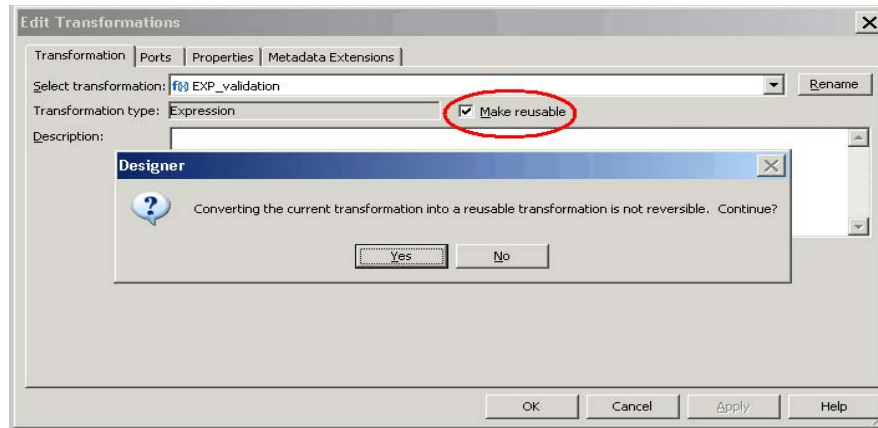 Edit Transformations
Transformation Ports Properties Metadata Extensions
Select transformation: f(x) EXP_validation Rename
Transformation type: Expression Make reusable
Description:
Designer
Converting the current transformation into a reusable transformation is not reversible. Continue?
Yes No
OK Cancel Apply Help